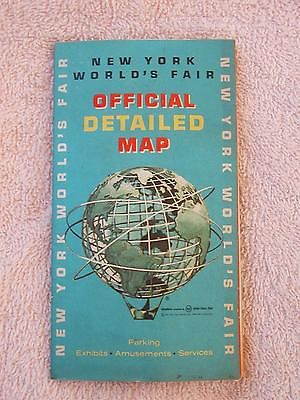 NEW YORK
WORLD'S FAIR
OFFICIAL
DETAILED
MAP
NEW YORK WORLD'S FAIR
NEW YORK WORLD'S FAIR
Parking
Exhibits • Amusements • Services